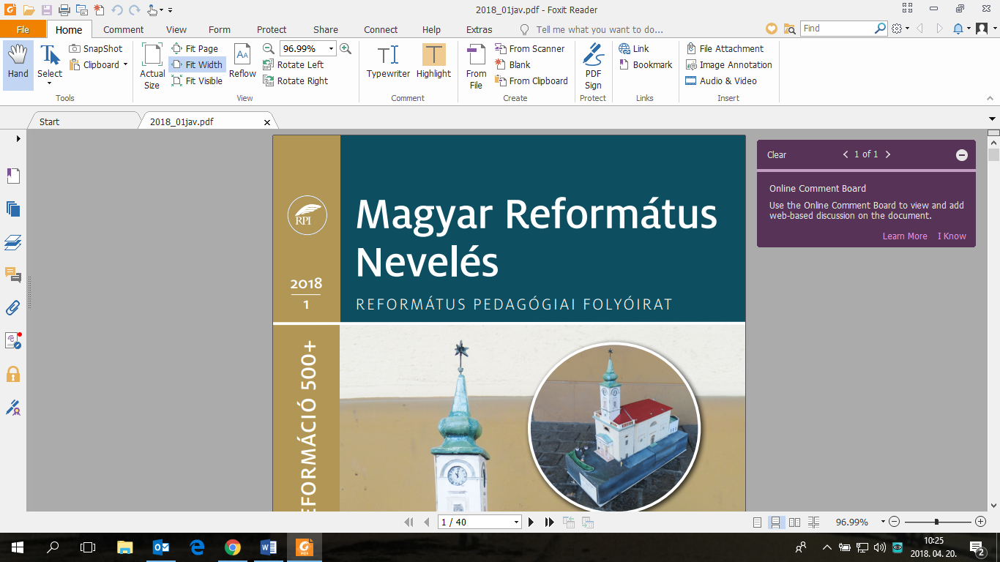 2018_01jav.pdf - Foxit Reader
File Home Comment View Form Protect Share Connect Help Extras Tell me what you want to do... Find
Hand
Select
SnapShot
Clipboard
Tools
Actual Size
Fit Page
Fit Width
Fit Visible
Reflow
96.99%
Rotate Left
Rotate Right
View
Typewriter
Highlight
Comment
From File
From Scanner
Blank
From Clipboard
Create
PDF Sign
Protect
Link
Bookmark
Links
File Attachment
Image Annotation
Audio & Video
Insert
Start
2018_01jav.pdf
RPI
2018
1
Magyar Református
Nevelés
REFORMÁTUS PEDAGÓGIAI FOLYÓIRAT
EFORMÁCIÓ 500+
Clear 1 of 1
Online Comment Board
Use the Online Comment Board to view and add
web-based discussion on the document.
Learn More I Know
1 / 40
96.99%
10:25
2018. 04. 20.
2